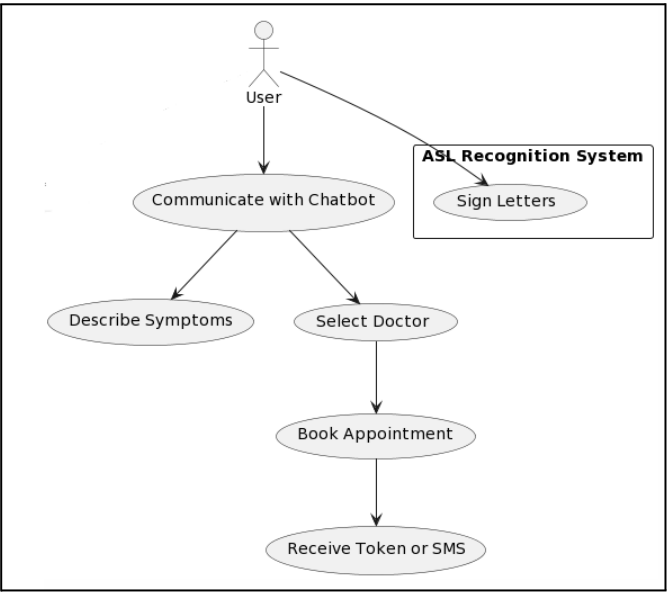 User
ASL Recognition System
Communicate with Chatbot
Sign Letters
Describe Symptoms
Select Doctor
Book Appointment
Receive Token or SMS